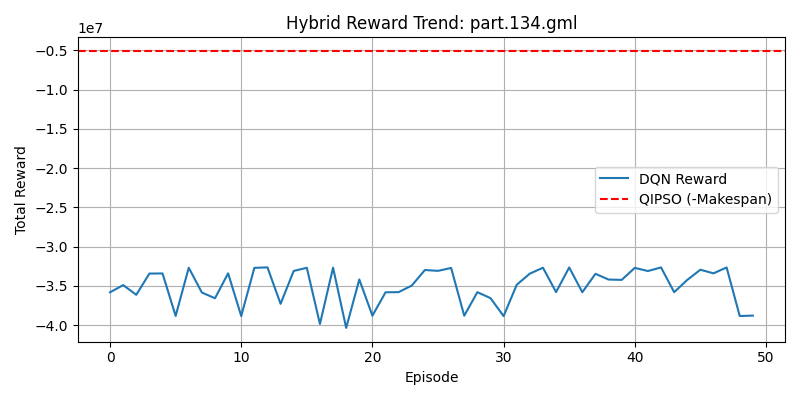 Hybrid Reward Trend: part.134.gml
1e7
−0.5
−1.0
−1.5
−2.0
−2.5
−3.0
−3.5
−4.0
Total Reward
DQN Reward
QIPSO (-Makespan)
0
10
20
30
40
50
Episode